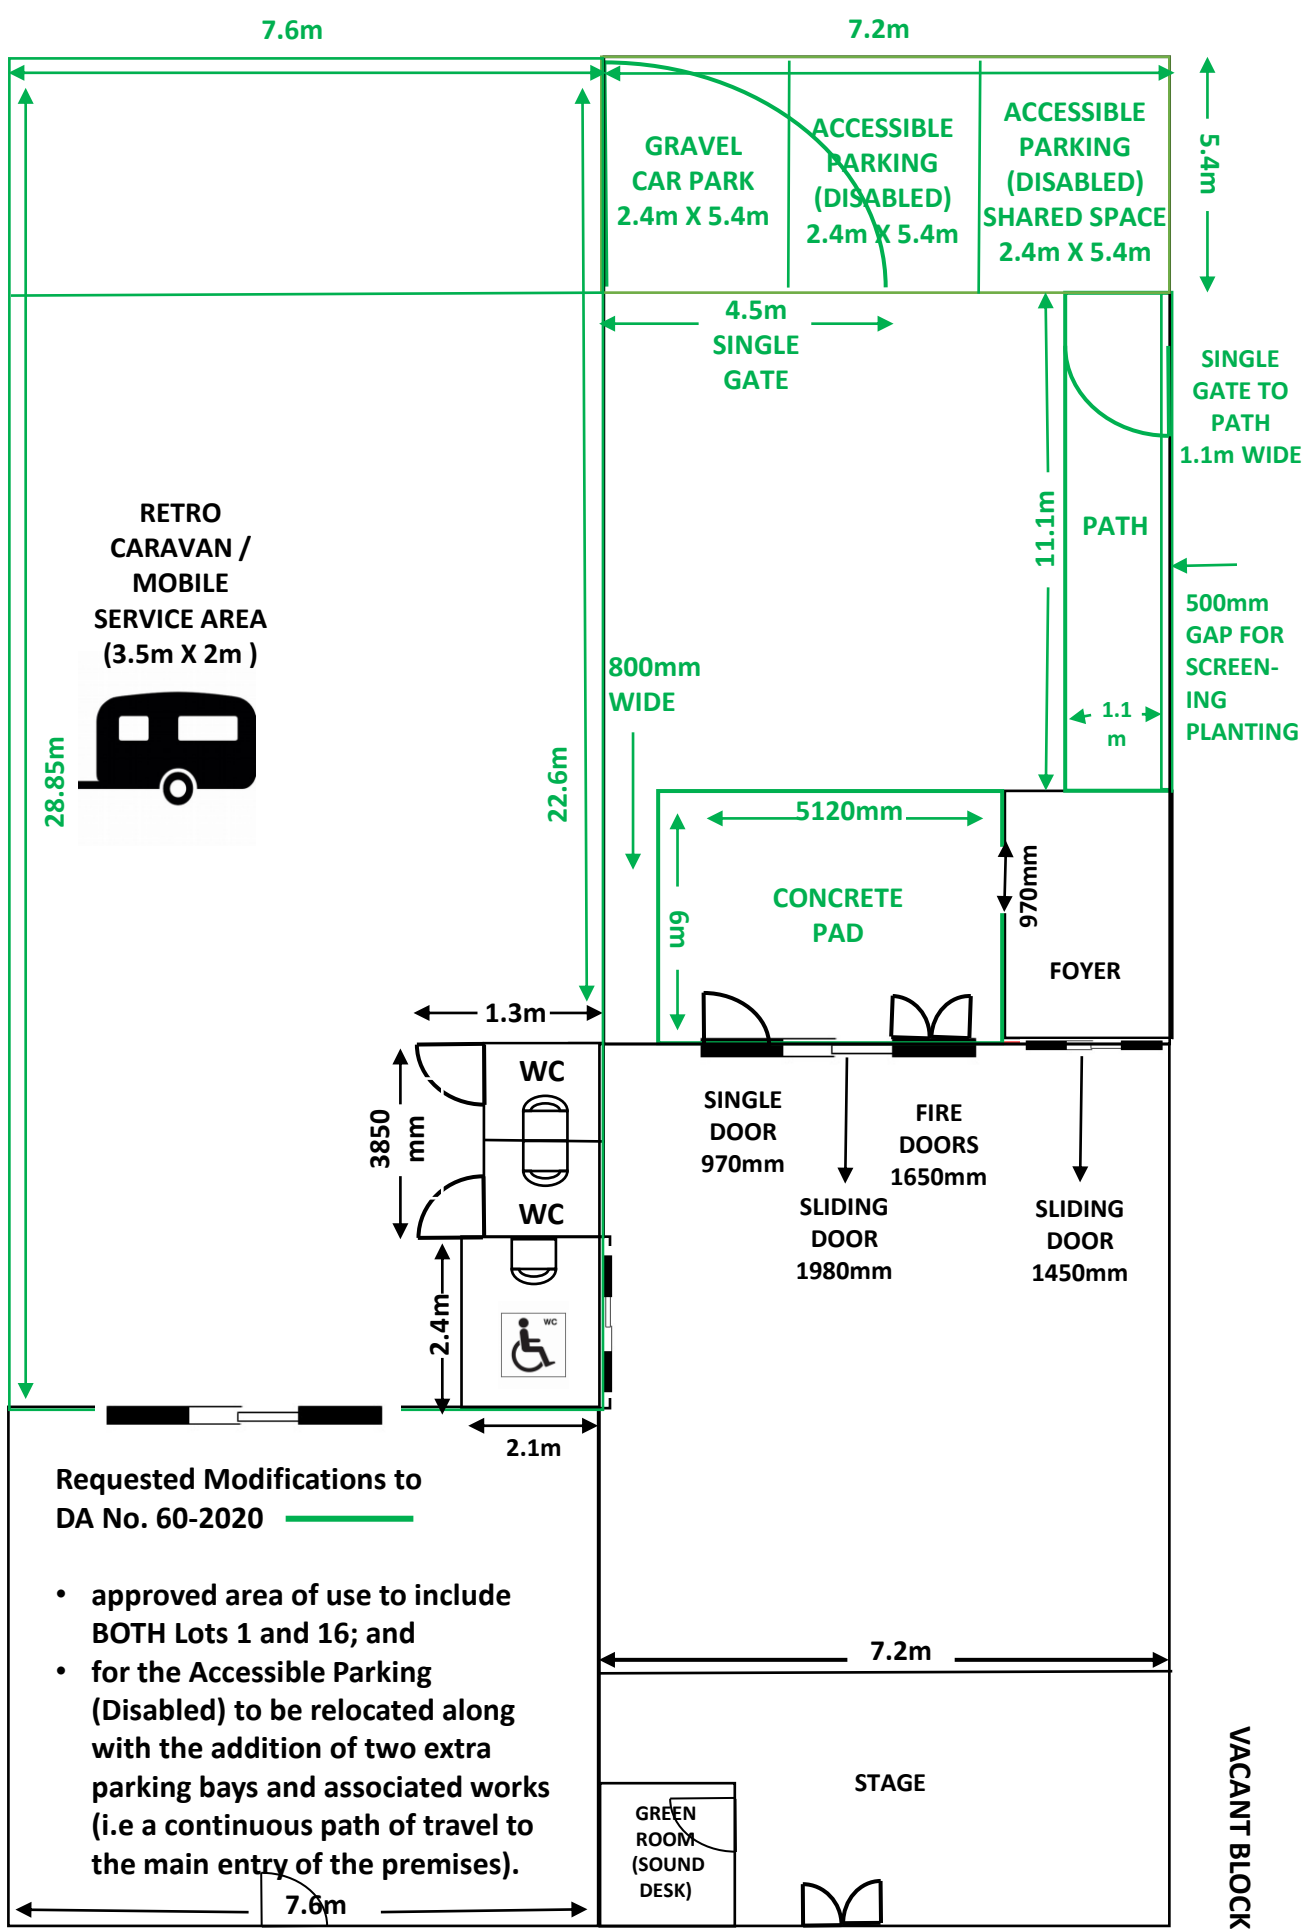 7.6m
7.2m
GRAVEL
CAR PARK
2.4m X 5.4m
ACCESSIBLE
PARKING
(DISABLED)
2.4m X 5.4m
ACCESSIBLE
PARKING
(DISABLED)
SHARED SPACE
2.4m X 5.4m
5.4m
4.5m
SINGLE
GATE
SINGLE
GATE TO
PATH
1.1m WIDE
RETRO
CARAVAN /
MOBILE
SERVICE AREA
(3.5m X 2m )
11.1m
PATH
500mm
GAP FOR
SCREEN-
ING
PLANTING
800mm
WIDE
1.1
m
28.85m
22.6m
5120mm
6m
CONCRETE
PAD
970mm
FOYER
1.3m
WC
3850
mm
WC
SINGLE
DOOR
970mm
FIRE
DOORS
1650mm
SLIDING
DOOR
1980mm
SLIDING
DOOR
1450mm
2.4m
WC
2.1m
Requested Modifications to
DA No. 60-2020
• approved area of use to include
BOTH Lots 1 and 16; and
• for the Accessible Parking
(Disabled) to be relocated along
with the addition of two extra
parking bays and associated works
(i.e a continuous path of travel to
the main entry of the premises).
7.6m
7.2m
STAGE
GREEN
ROOM
(SOUND
DESK)
VACANT BLOCK